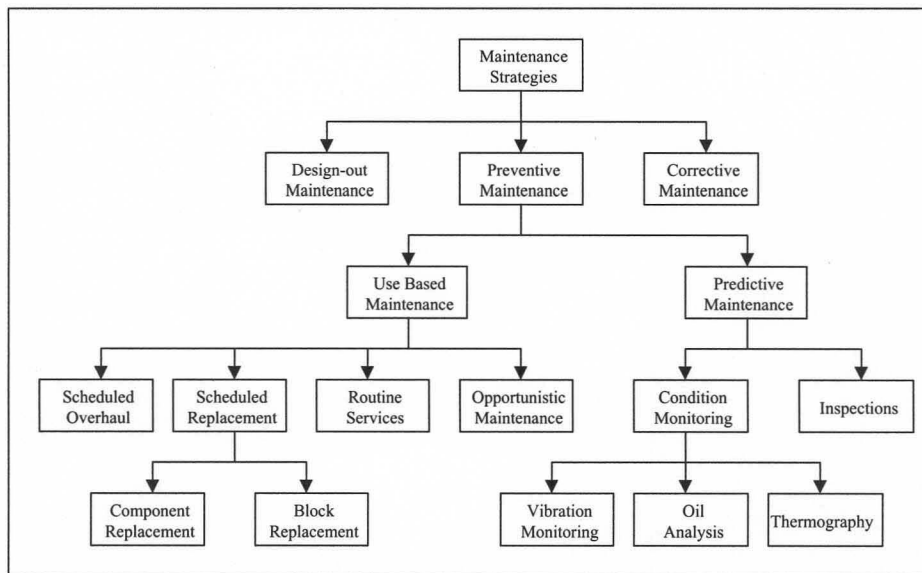 Maintenance
Strategies
Design-out
Maintenance
Preventive
Maintenance
Corrective
Maintenance
Use Based
Maintenance
Predictive
Maintenance
Scheduled
Overhaul
Scheduled
Replacement
Routine
Services
Opportunistic
Maintenance
Condition
Monitoring
Inspections
Component
Replacement
Block
Replacement
Vibration
Monitoring
Oil
Analysis
Thermography